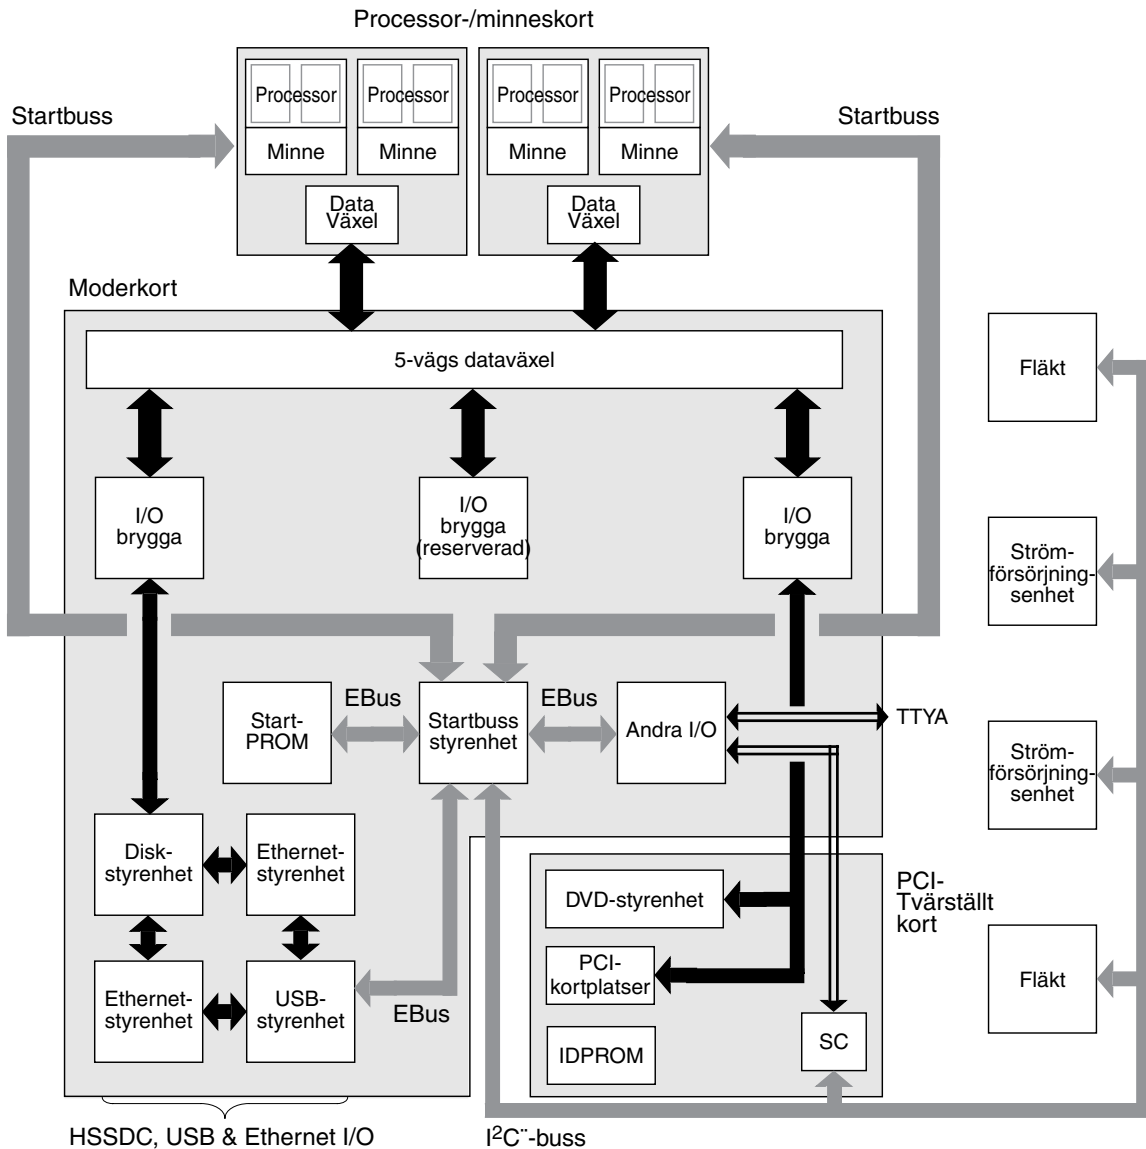 Processor-/minneskort
Startbuss
Startbuss
Processor
Processor
Processor
Processor
Minne
Minne
Minne
Minne
Data
Växel
Data
Växel
Moderkort
5-vägs dataväxel
I/O
brygga
I/O
brygga
(reserverad)
I/O
brygga
Fläkt
Ström-
försörjning-
senhet
Start-
PROM
EBus
Startbuss
styrenhet
EBus
Andra I/O
TTYA
Ström-
försörjning-
senhet
Disk-
styrenhet
Ethernet-
styrenhet
Ethernet-
styrenhet
USB-
styrenhet
EBus
DVD-styrenhet
PCI-
kortplatser
IDPROM
SC
PCI-
Tvärställt
kort
Fläkt
HSSDC, USB & Ethernet I/O
I²C¨-buss